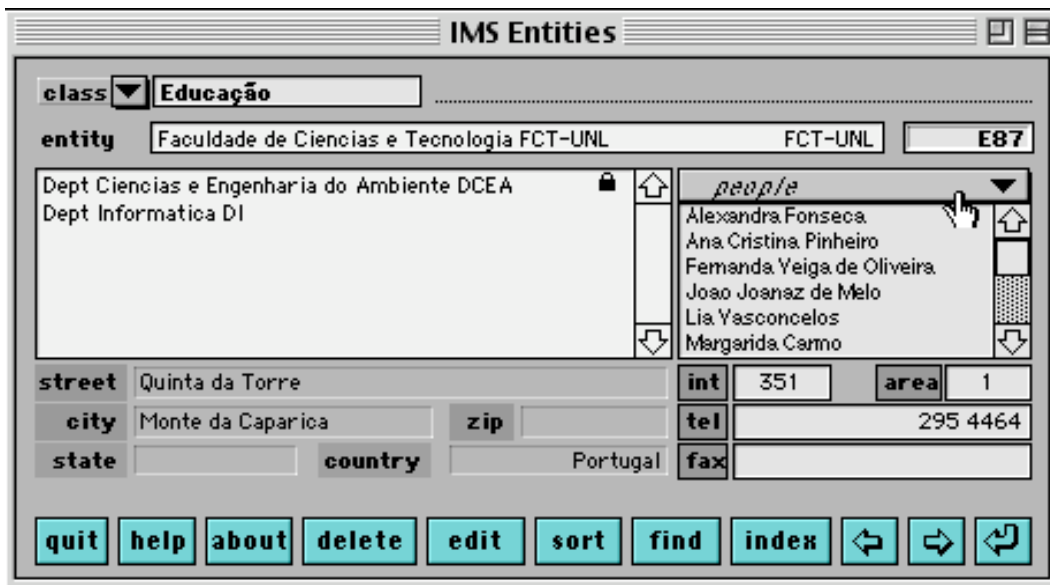 IMS Entities
class Educação
entity Faculdade de Ciencias e Tecnologia FCT-UNL FCT-UNL E87
Dept Ciencias e Engenharia do Ambiente DCEA
Dept Informatica DI
people
Alexandra Fonseca
Ana Cristina Pinheiro
Fernanda Veiga de Oliveira
Joao Joanaz de Melo
Lia Vasconcelos
Margarida Carmo
street Quinta da Torre int 351 area 1
city Monte da Caparica zip tel 295 4464
state country Portugal fax
quit help about delete edit sort find index